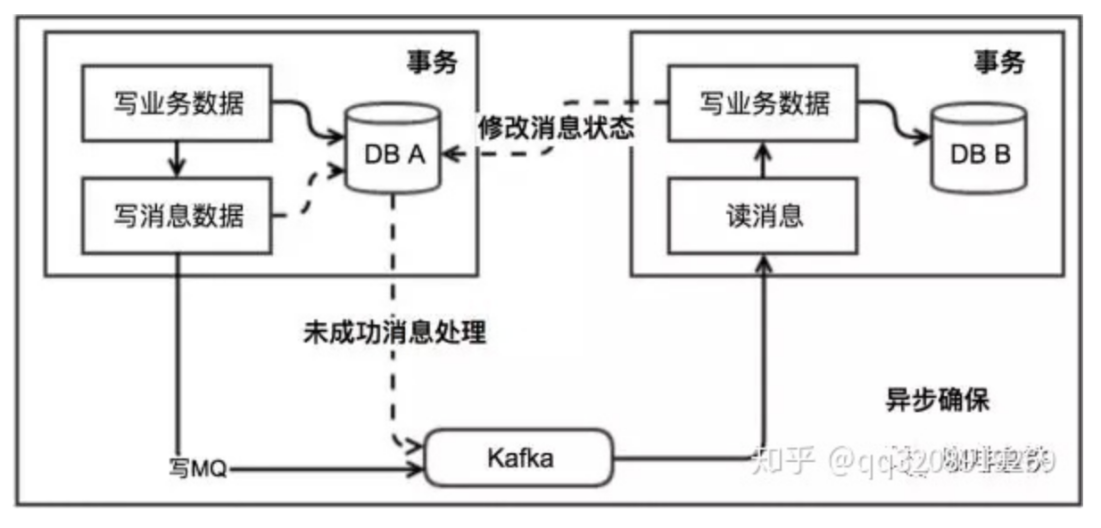 事务
事务
写业务数据
DB A
修改消息状态
写业务数据
DB B
写消息数据
读消息
未成功消息处理
异步确保
写MQ
Kafka
知乎